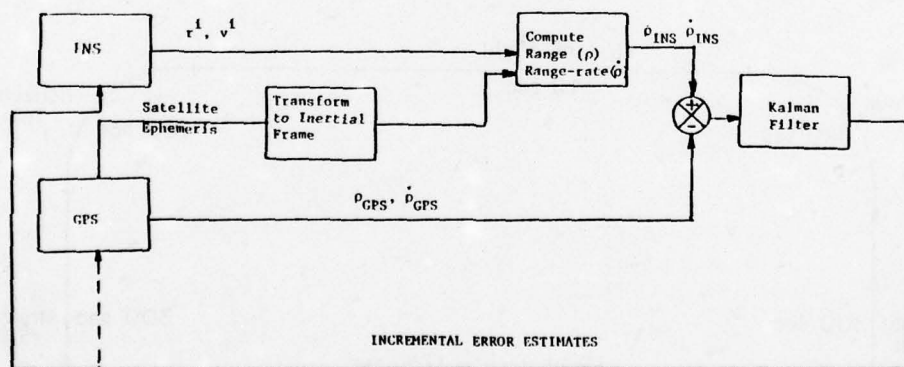 INS
r^i, v^i
Compute
Range (ρ)
Range-rate(ρ̇)
ρ_INS ρ̇_INS
Satellite
Ephemeris
Transform
to Inertial
Frame
+
-
Kalman
Filter
GPS
ρ_GPS, ρ̇_GPS
INCREMENTAL ERROR ESTIMATES